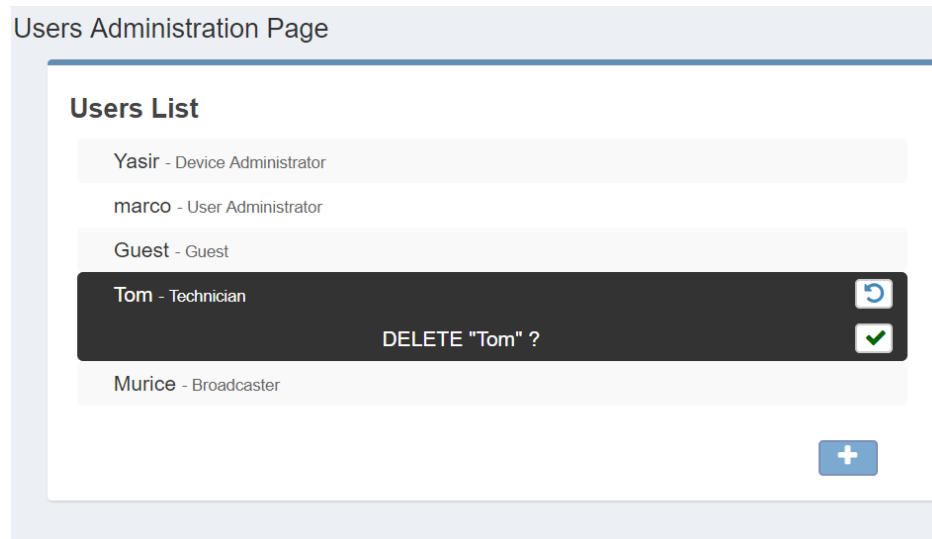 Users Administration Page
Users List
Yasir - Device Administrator
marco - User Administrator
Guest - Guest
Tom - Technician
DELETE "Tom" ?
Murice - Broadcaster